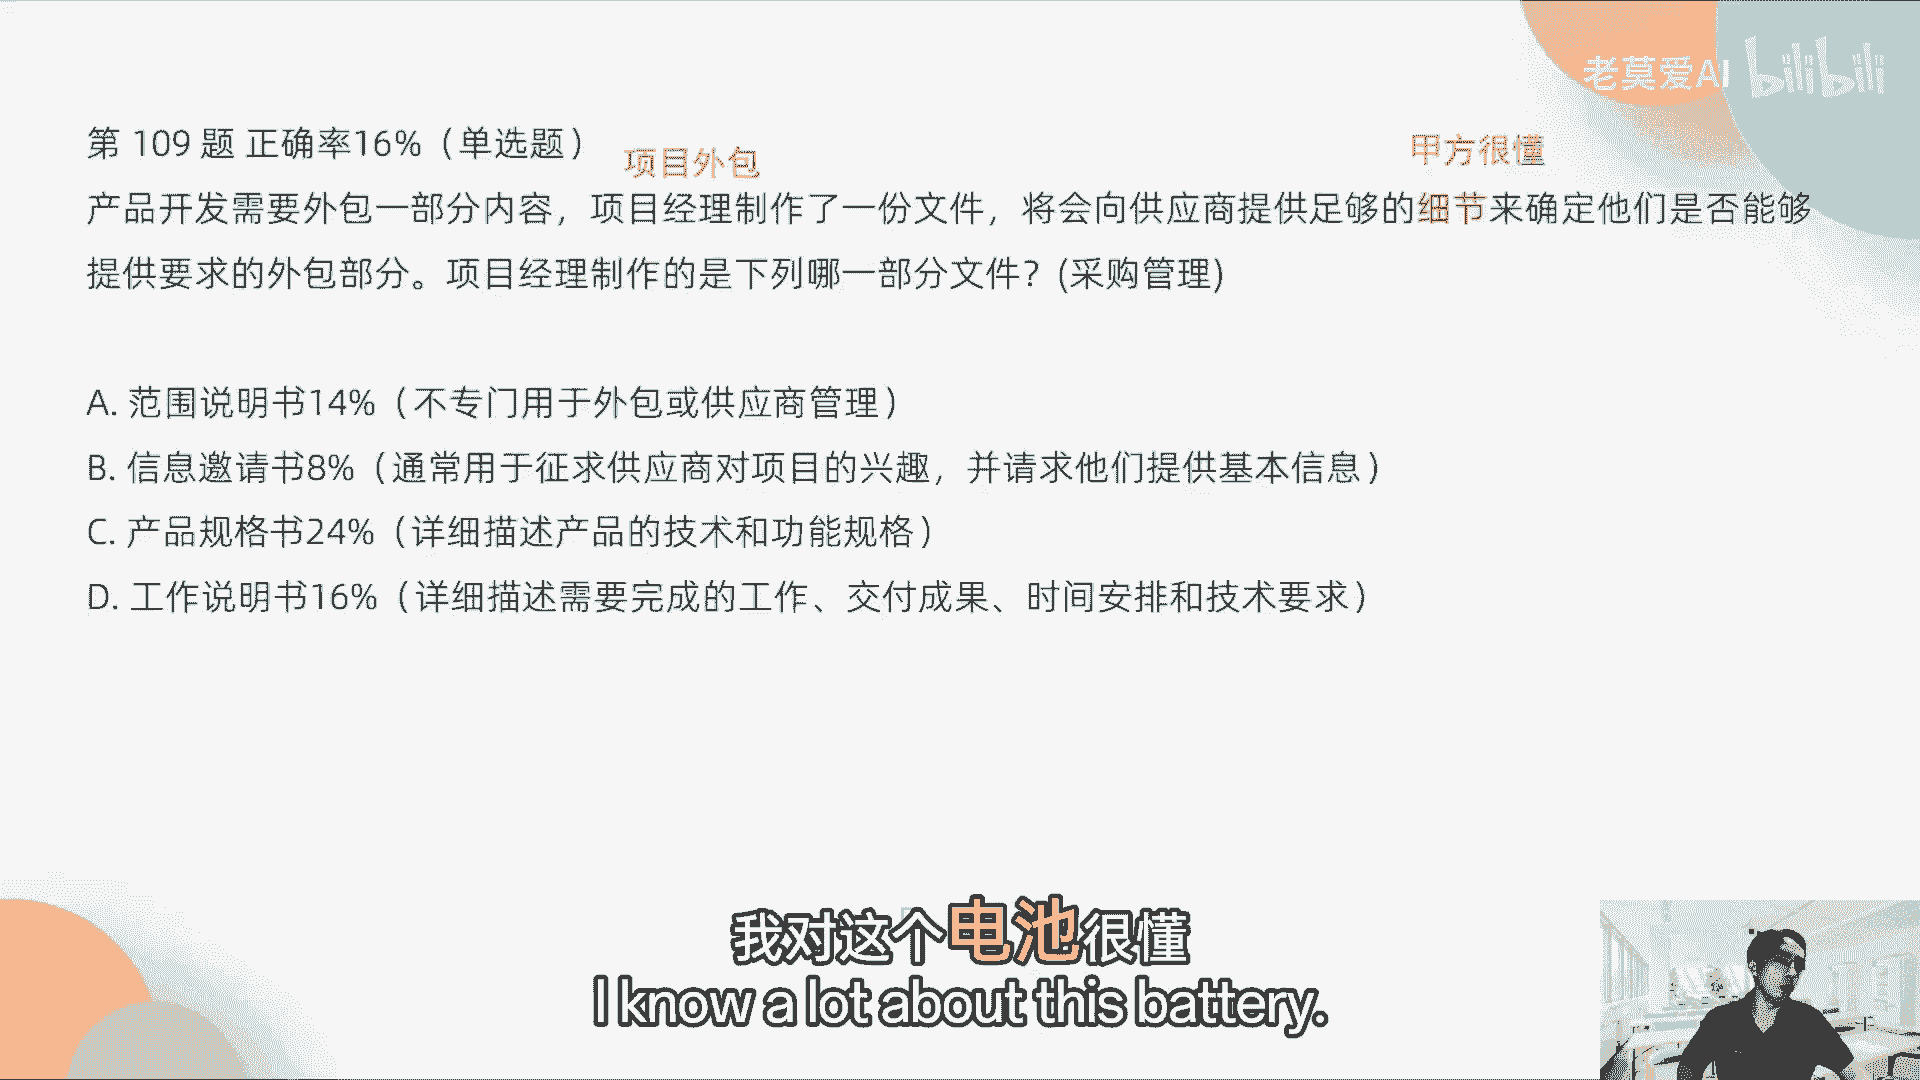 老莫爱AI bilibili
第 109 题 正确率16%（单选题）
项目外包
甲方很懂
产品开发需要外包一部分内容，项目经理制作了一份文件，将会向供应商提供足够的细节来确定他们是否能够
提供要求的外包部分。项目经理制作的是下列哪一部分文件？(采购管理)
A. 范围说明书14%（不专门用于外包或供应商管理）
B. 信息邀请书8%（通常用于征求供应商对项目的兴趣，并请求他们提供基本信息）
C. 产品规格书24%（详细描述产品的技术和功能规格）
D. 工作说明书16%（详细描述需要完成的工作、交付成果、时间安排和技术要求）
我对这个电池很懂
I know a lot about this battery.